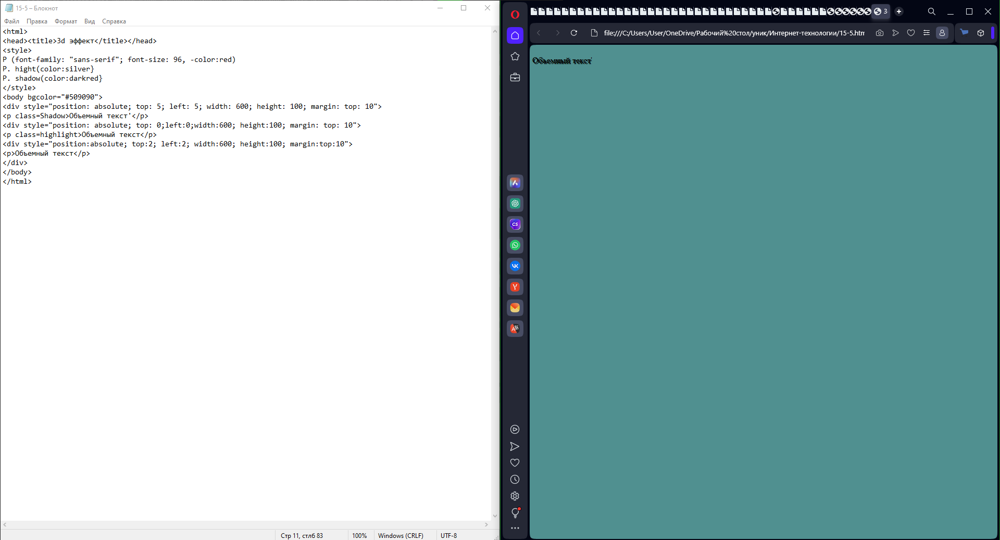 15-5 – Блокнот
Файл Правка Формат Вид Справка
<html>
<head><title>3d эффект</title></head>
<style>
P (font-family: "sans-serif"; font-size: 96, -color:red)
P. hight(color:silver}
P. shadow(color:darkred}
</style>
<body bgcolor="#509090">
<div style="position: absolute; top: 5; left: 5; width: 600; height: 100; margin: top: 10">
<p class=Shadow>Объемный текст'</p>
<div style="position: absolute; top: 0;left:0;width:600; height:100; margin: top: 10">
<p class=highlight>Объемный текст</p>
<div style="position:absolute; top:2; left:2; width:600; height:100; margin:top:10">
<p>Объемный текст</p>
</div>
</body>
</html>
Стр 11, стлб 83 100% Windows (CRLF) UTF-8
3
file:///C:/Users/User/OneDrive/Рабочий%20стол/уник/Интернет-технологии/15-5.htm
Объемный текст'
CS